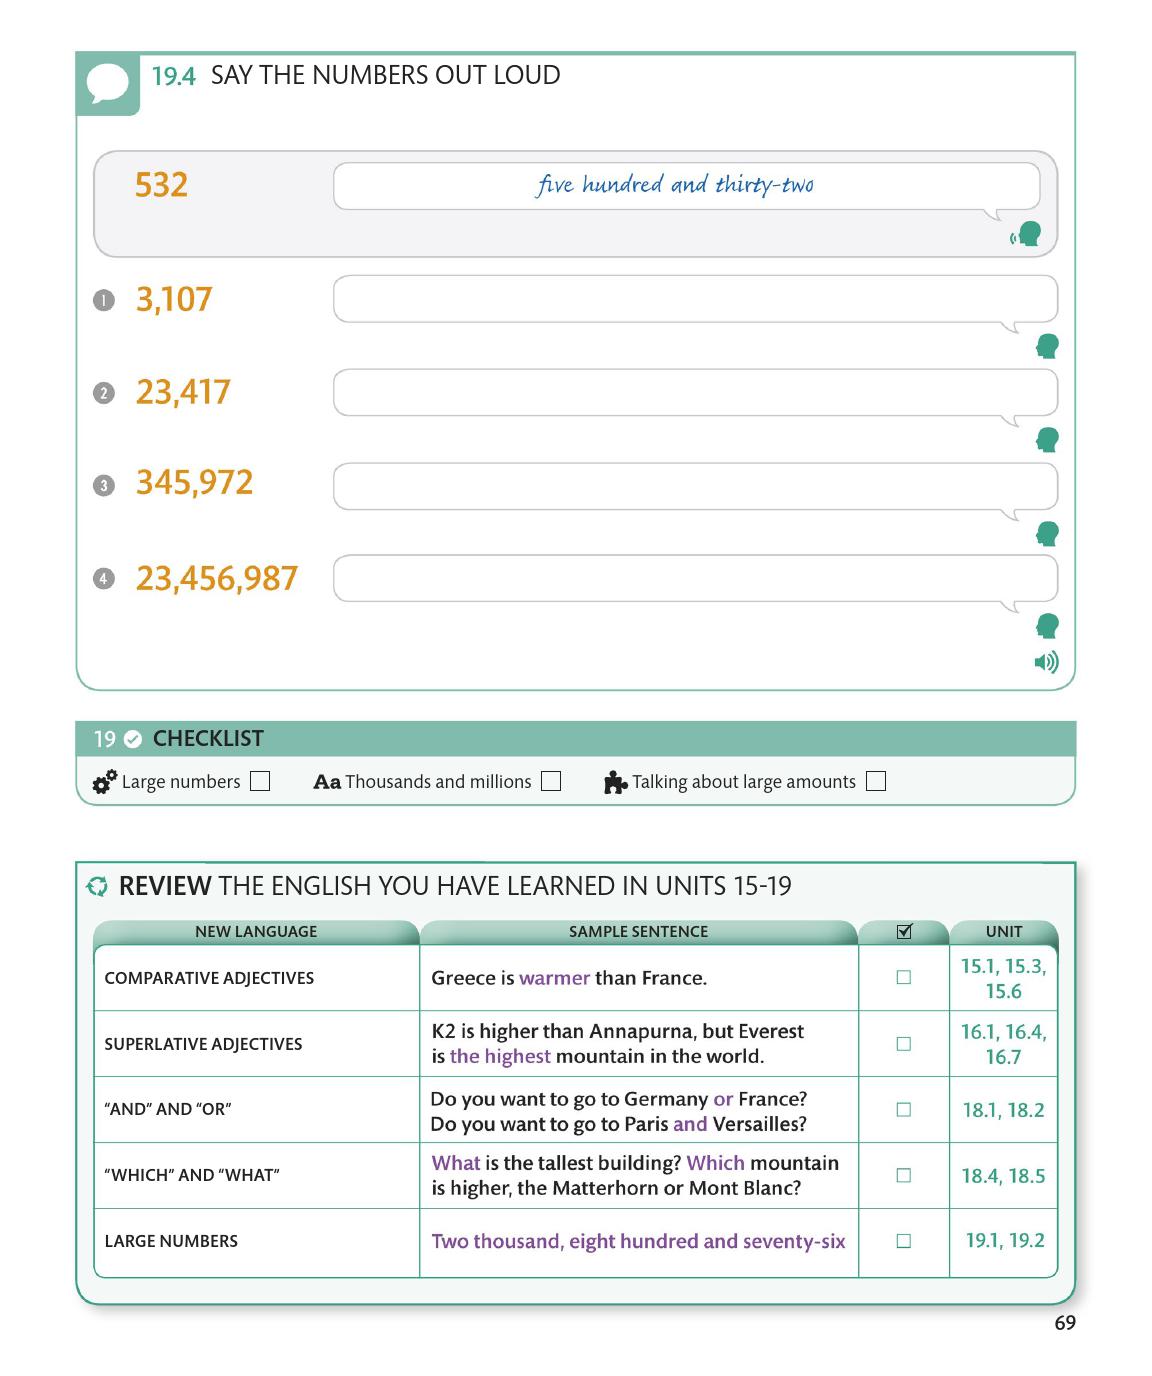 19.4 SAY THE NUMBERS OUT LOUD
532
five hundred and thirty-two
1 3,107
2 23,417
3 345,972
4 23,456,987
19 CHECKLIST
Large numbers
Aa Thousands and millions
Talking about large amounts
REVIEW THE ENGLISH YOU HAVE LEARNED IN UNITS 15-19
NEW LANGUAGE SAMPLE SENTENCE UNIT
COMPARATIVE ADJECTIVES
Greece is warmer than France.
15.1, 15.3,
15.6
SUPERLATIVE ADJECTIVES
K2 is higher than Annapurna, but Everest
is the highest mountain in the world.
16.1, 16.4,
16.7
“AND” AND “OR”
Do you want to go to Germany or France?
Do you want to go to Paris and Versailles?
18.1, 18.2
“WHICH” AND “WHAT”
What is the tallest building? Which mountain
is higher, the Matterhorn or Mont Blanc?
18.4, 18.5
LARGE NUMBERS
Two thousand, eight hundred and seventy-six
19.1, 19.2
69